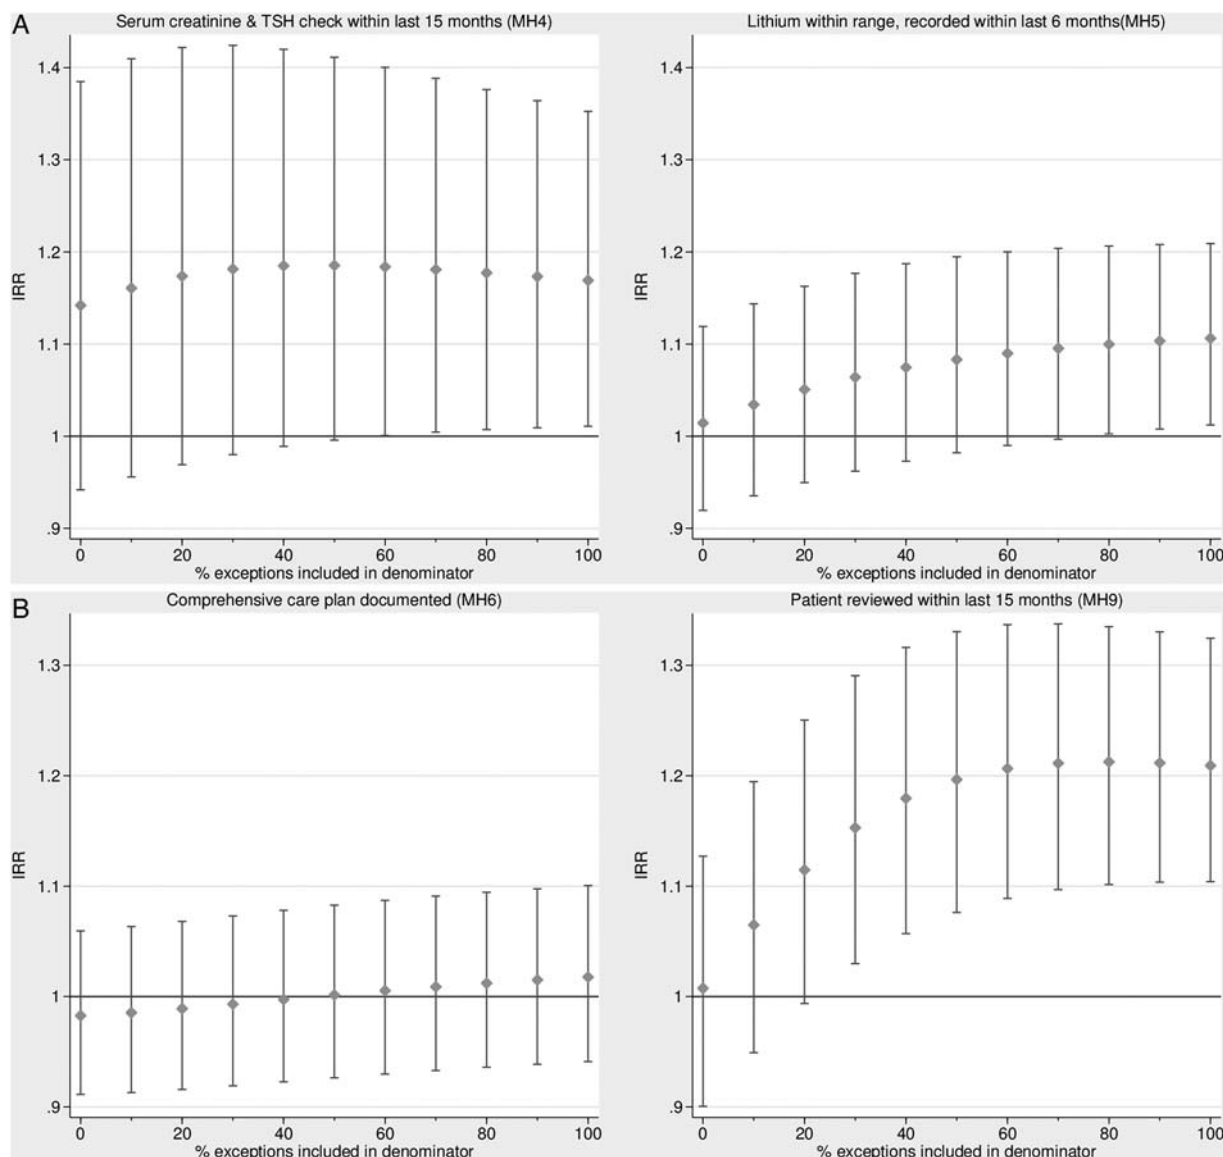 A
Serum creatinine & TSH check within last 15 months (MH4)
1.4
1.3
1.2
1.1
1
.9
IRR
0 20 40 60 80 100
% exceptions included in denominator
Lithium within range, recorded within last 6 months(MH5)
1.4
1.3
1.2
1.1
1
.9
IRR
0 20 40 60 80 100
% exceptions included in denominator
B
Comprehensive care plan documented (MH6)
1.3
1.2
1.1
1
.9
IRR
0 20 40 60 80 100
% exceptions included in denominator
Patient reviewed within last 15 months (MH9)
1.3
1.2
1.1
1
.9
IRR
0 20 40 60 80 100
% exceptions included in denominator